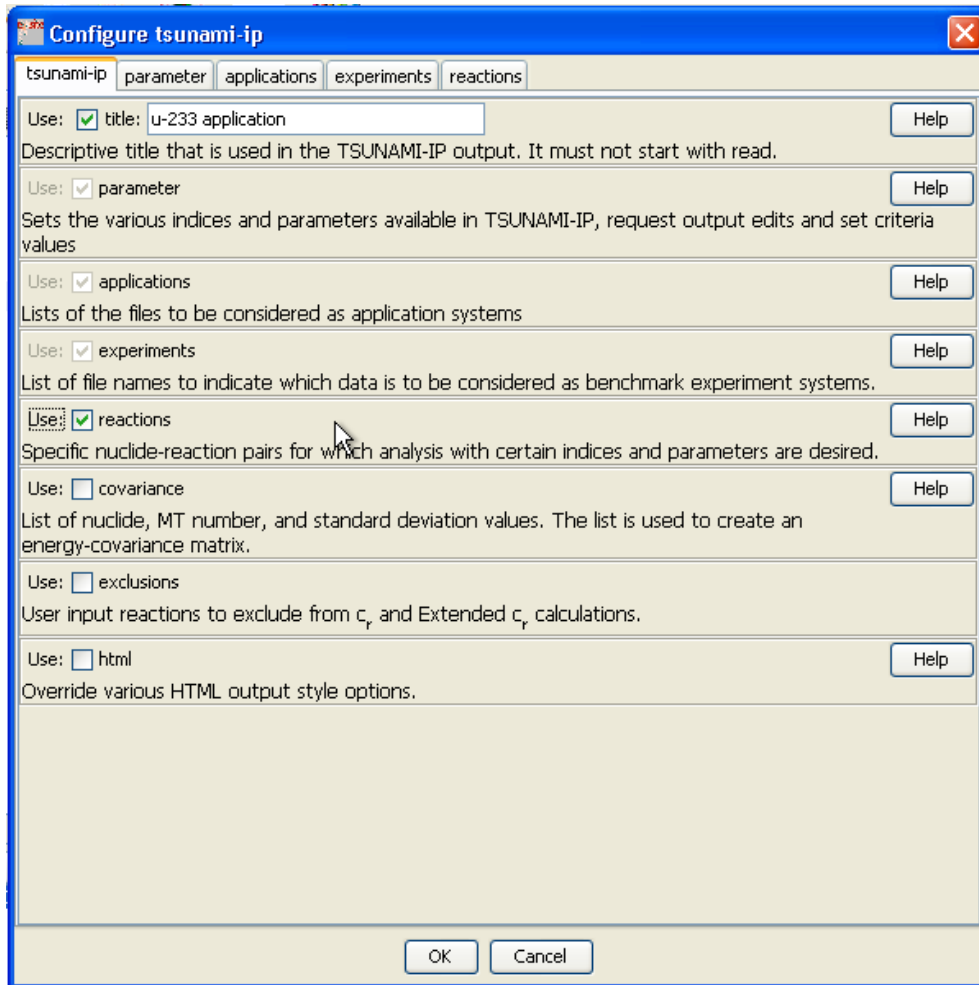 Configure tsunami-ip
tsunami-ip parameter applications experiments reactions
Use: title: u-233 application Help
Descriptive title that is used in the TSUNAMI-IP output. It must not start with read.
Use: parameter Help
Sets the various indices and parameters available in TSUNAMI-IP, request output edits and set criteria
values
Use: applications Help
Lists of the files to be considered as application systems
Use: experiments Help
List of file names to indicate which data is to be considered as benchmark experiment systems.
Use: reactions Help
Specific nuclide-reaction pairs for which analysis with certain indices and parameters are desired.
Use: covariance Help
List of nuclide, MT number, and standard deviation values. The list is used to create an
energy-covariance matrix.
Use: exclusions
User input reactions to exclude from cr and Extended cr calculations.
Use: html Help
Override various HTML output style options.
OK Cancel